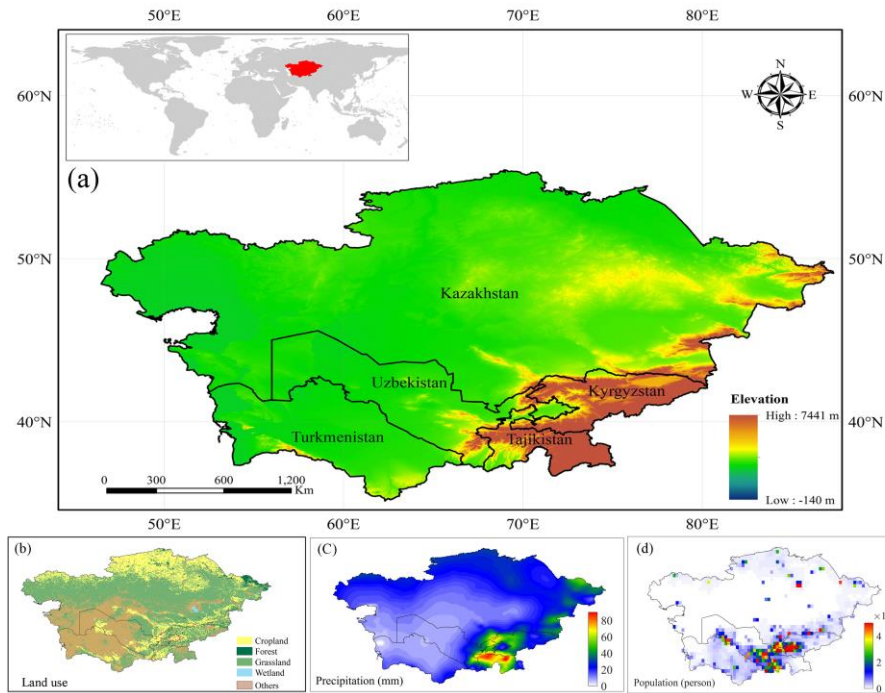 50°E 60°E 70°E 80°E
60°N 60°N
N
W E
S
(a)
50°N 50°N
Kazakhstan
Uzbekistan
Kyrgyzstan
40°N 40°N
Elevation
High : 7441 m
Turkmenistan
Tajikistan
0 300 600 1,200
Km
Low : -140 m
50°E 60°E 70°E 80°E
(b)
Cropland
Forest
Grassland
Wetland
Others
Land use
(C)
80
60
40
20
0
Precipitation (mm)
(d)
4
2
0
Population (person)